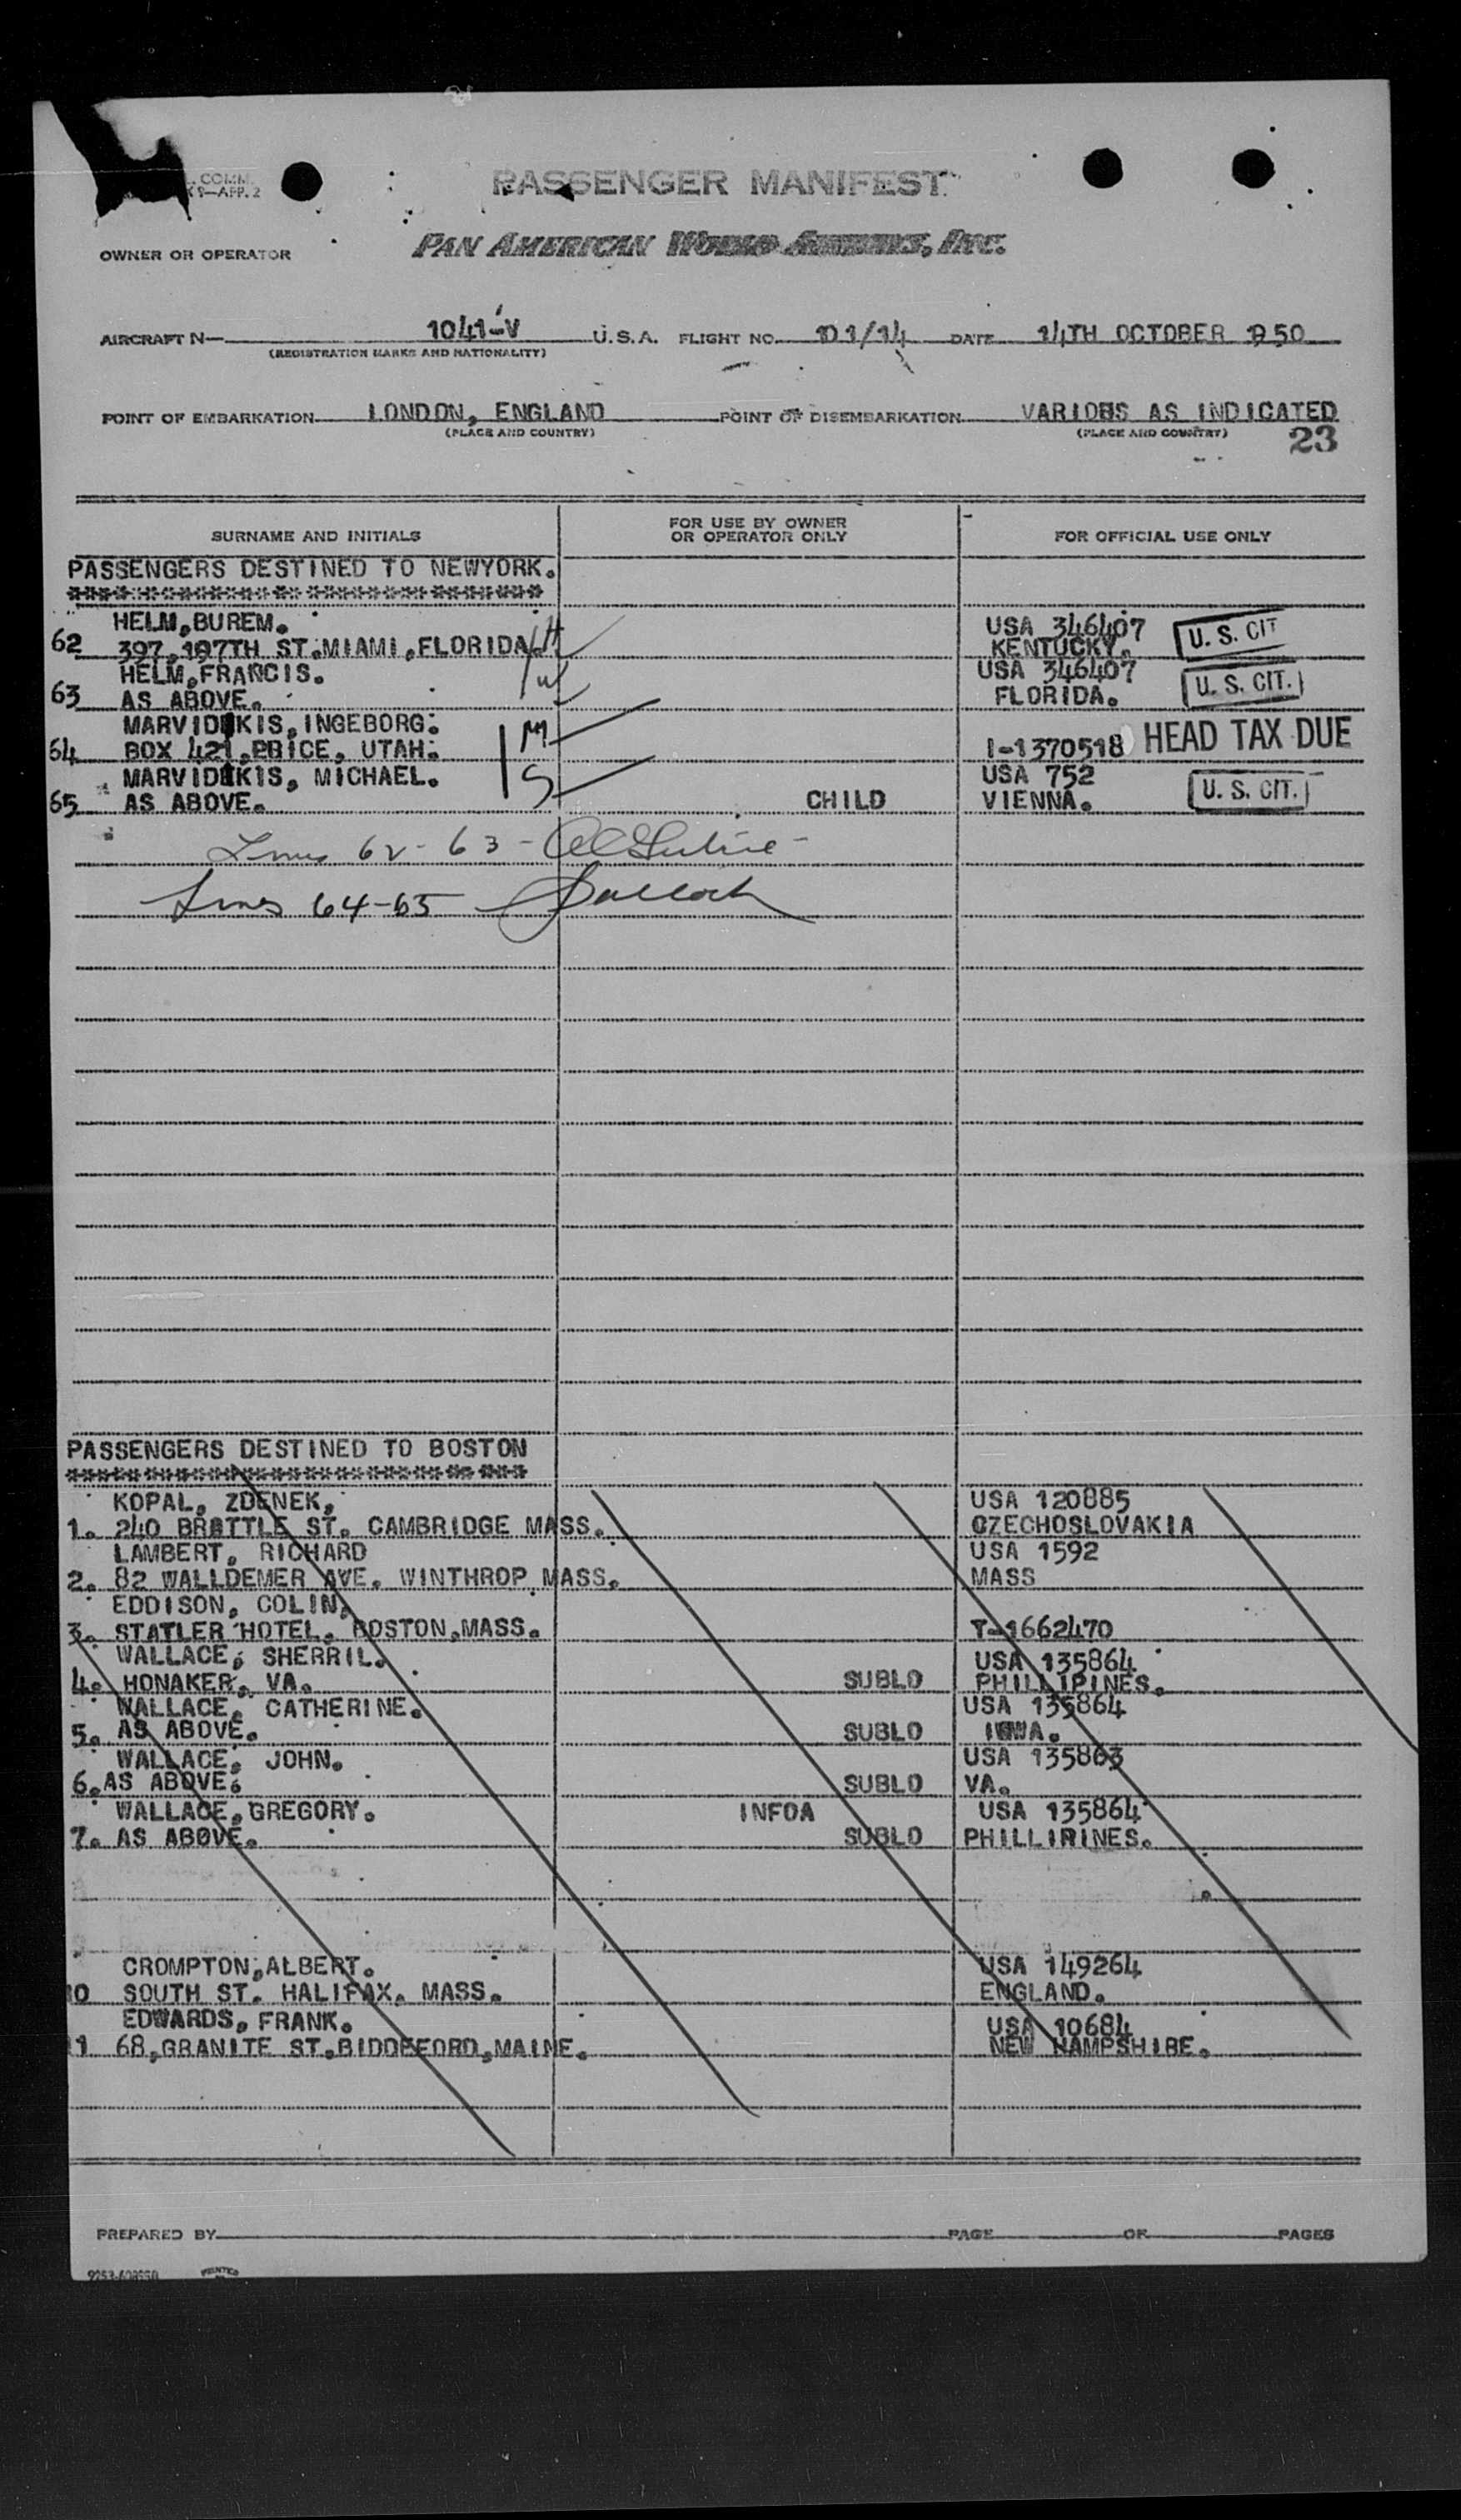 COMM.
9—APP. 2
PASSENGER MANIFEST
OWNER OR OPERATOR PAN AMERICAN WORLD AIRWAYS, INC.
AIRCRAFT N— 1041-V U.S.A. FLIGHT NO. 101/14 DATE 14TH OCTOBER 1950
(REGISTRATION MARKS AND NATIONALITY)
POINT OF EMBARKATION LONDON, ENGLAND POINT OF DISEMBARKATION VARIOUS AS INDICATED
(PLACE AND COUNTRY) (PLACE AND COUNTRY)
23
SURNAME AND INITIALS FOR USE BY OWNER OR OPERATOR ONLY FOR OFFICIAL USE ONLY
PASSENGERS DESTINED TO NEWYORK.
HELM,BUREM. USA 346407 U. S. CIT
62 397,107TH ST.MIAMI,FLORIDA H KENTUCKY.
HELM,FRANCIS. USA 346407 U. S. CIT.
63 AS ABOVE. W FLORIDA.
MARVIDIKIS,INGEBORG.
64 BOX 421,PRICE, UTAH. M I-1370518 HEAD TAX DUE
MARVIDIKIS, MICHAEL. USA 752
65 AS ABOVE. S CHILD VIENNA. U. S. CIT.
Lines 62-63-
Lines 64-65
PASSENGERS DESTINED TO BOSTON
KOPAL, ZDENEK, USA 120885
1. 240 BRATTLE ST. CAMBRIDGE MASS. CZECHOSLOVAKIA
LAMBERT, RICHARD USA 1592
2. 82 WALLDEMER AVE. WINTHROP MASS. MASS
EDDISON, COLIN,
3. STATLER HOTEL. BOSTON,MASS. T-1662470
WALLACE, SHERRIL. USA 135864
4. HONAKER, VA. SUBLO PHILLIPINES.
WALLACE, CATHERINE. USA 135864
5. AS ABOVE. SUBLO IOWA.
WALLACE, JOHN. USA 135863
6.AS ABOVE. SUBLO VA.
WALLACE,GREGORY. INFOA USA 135864
7. AS ABOVE. SUBLO PHILLIPINES.
CROMPTON,ALBERT. USA 149264
10 SOUTH ST. HALIFAX. MASS. ENGLAND.
EDWARDS, FRANK. USA 10684
11 68,GRANITE ST.BIDDEFORD,MAINE. NEW HAMPSHIRE.
PREPARED BY PAGE OF PAGES
PRINTED